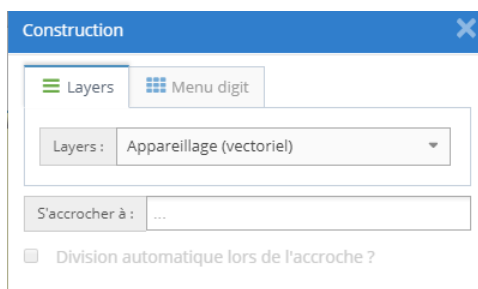 Construction
Layers Menu digit
Layers : Appareillage (vectoriel)
S'accrocher à : ...
Division automatique lors de l'accroche ?